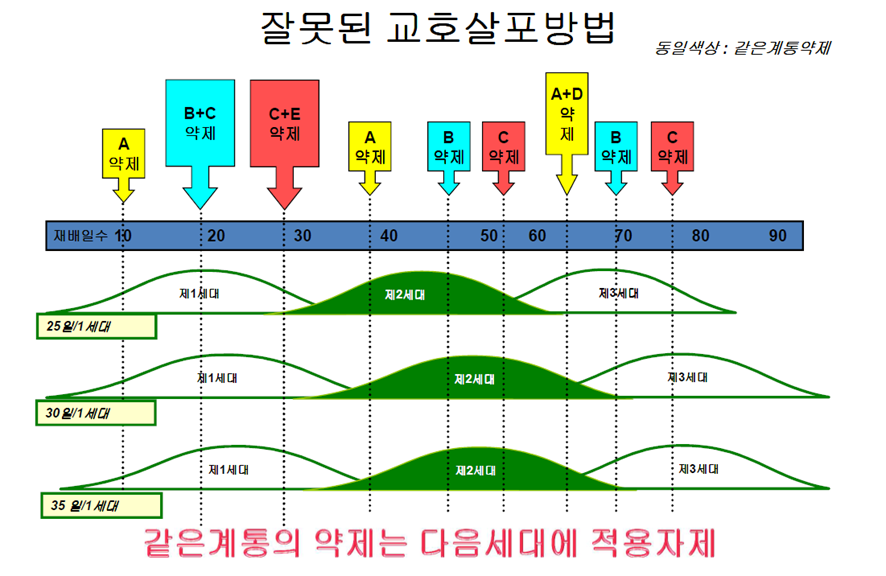 잘못된 교호살포방법
동일색상 : 같은계통약제
A
약제
B+C
약제
C+E
약제
A
약제
B
약제
C
약제
A+D
약
제
B
약제
C
약제
재배일수 10 20 30 40 50 60 70 80 90
제1세대 제2세대 제3세대
25일/1세대
제1세대 제2세대 제3세대
30일/1세대
제1세대 제2세대 제3세대
35 일/1세대
같은계통의 약제는 다음세대에 적용자제